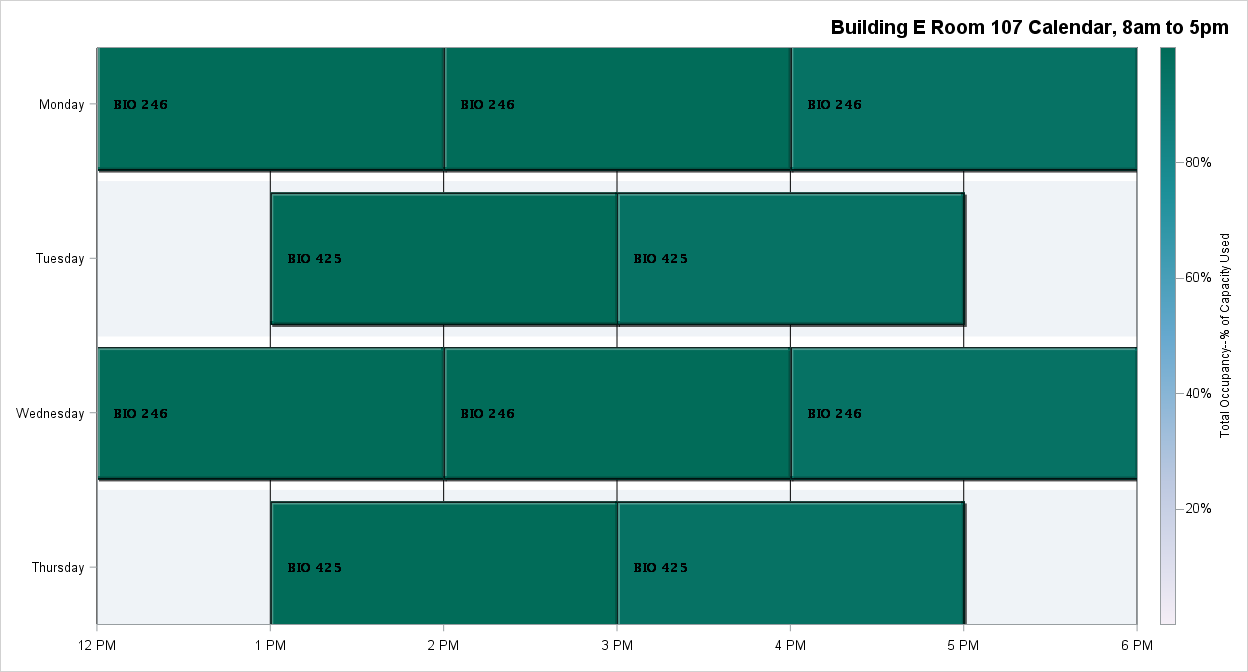 Building E Room 107 Calendar, 8am to 5pm
Monday
BIO 246
BIO 246
BIO 246
Tuesday
BIO 425
BIO 425
Wednesday
BIO 246
BIO 246
BIO 246
Thursday
BIO 425
BIO 425
12 PM
1 PM
2 PM
3 PM
4 PM
5 PM
6 PM
80%
60%
40%
20%
Total Occupancy--% of Capacity Used